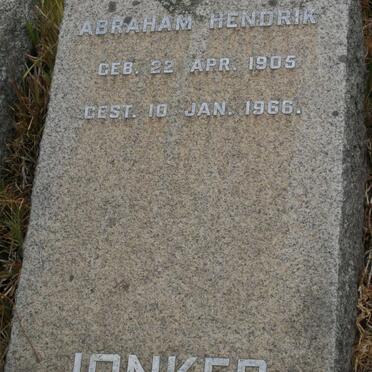 ABRAHAM HENDRIK
GEB. 22 APR. 1905
GEST. 10 JAN. 1966.
JONKER